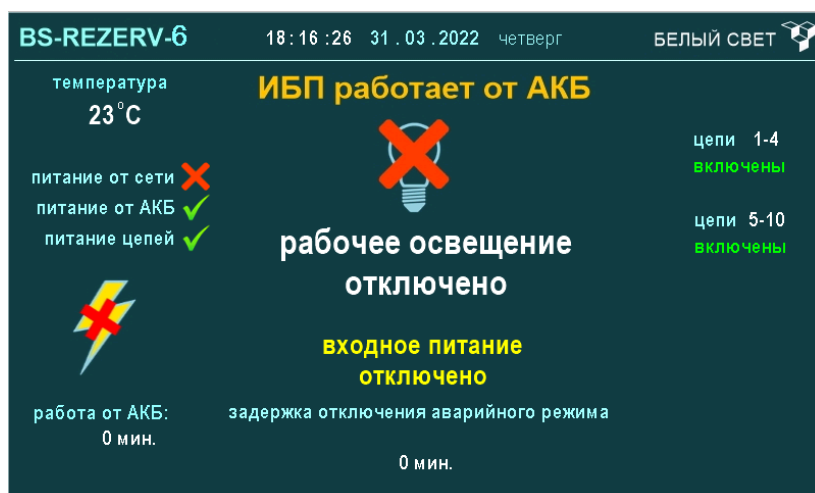 BS-REZERV-6 18:16:26 31.03.2022 четверг БЕЛЫЙ СВЕТ
температура
23°C
ИБП работает от АКБ
питание от сети
питание от АКБ
питание цепей
рабочее освещение
отключено
входное питание
отключено
цепи 1-4
включены
цепи 5-10
включены
работа от АКБ:
0 мин.
задержка отключения аварийного режима
0 мин.